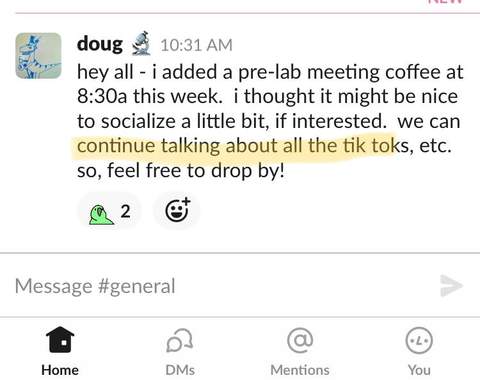 doug 10:31 AM
hey all - i added a pre-lab meeting coffee at
8:30a this week.  i thought it might be nice
to socialize a little bit, if interested.  we can
continue talking about all the tik toks, etc.
so, feel free to drop by!
2
Message #general
Home DMs Mentions You